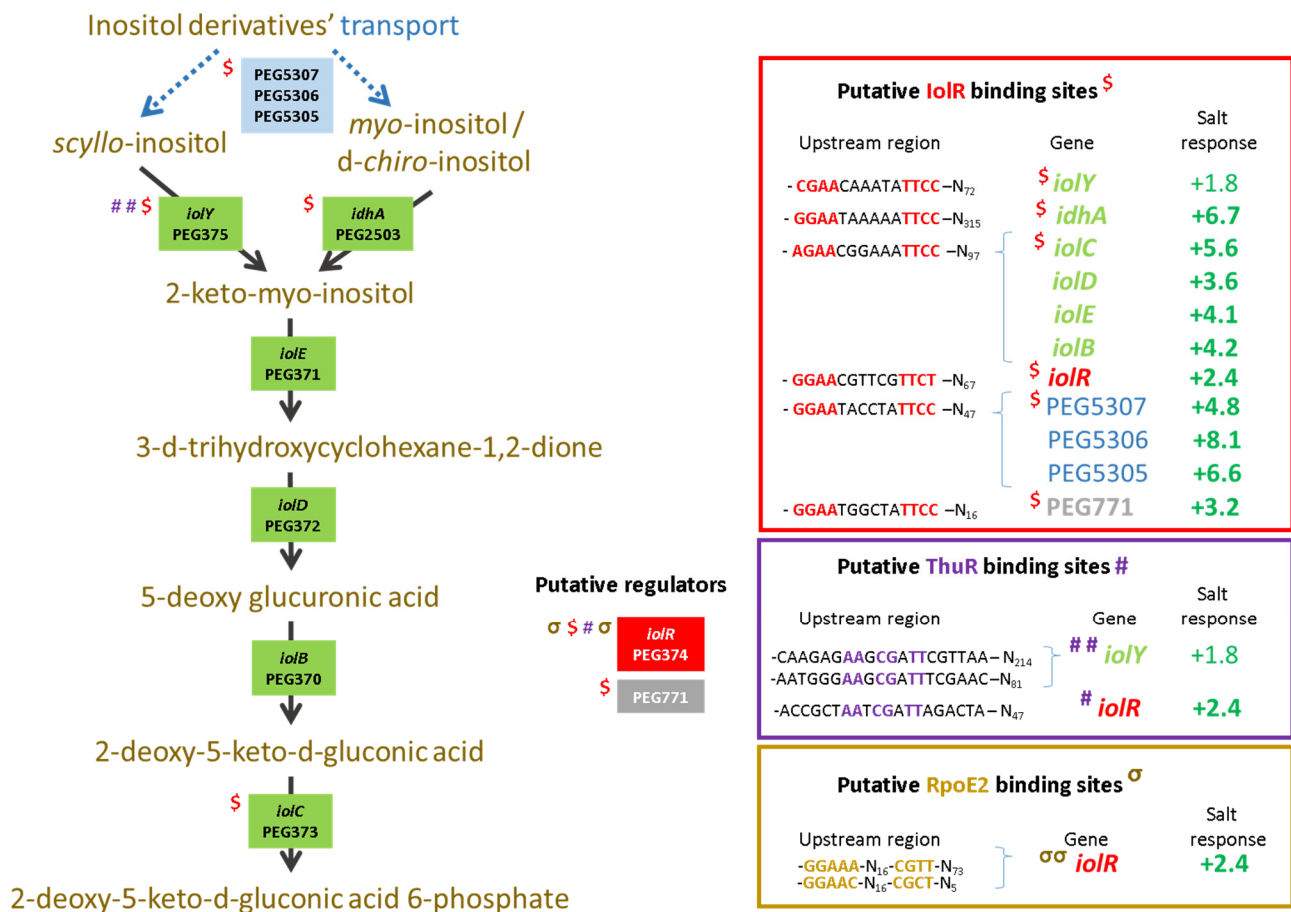 Inositol derivatives’ transport
$
PEG5307
PEG5306
PEG5305
scyllo-inositol
myo-inositol /
d-chiro-inositol
# # $
iolY
PEG375
$
idhA
PEG2503
2-keto-myo-inositol
iolE
PEG371
3-d-trihydroxycyclohexane-1,2-dione
iolD
PEG372
5-deoxy glucuronic acid
iolB
PEG370
2-deoxy-5-keto-d-gluconic acid
$
iolC
PEG373
2-deoxy-5-keto-d-gluconic acid 6-phosphate
Putative regulators
σ $ # σ
iolR
PEG374
$
PEG771
Putative IolR binding sites $
Salt
Upstream region Gene response
- CGAACAAATATTCC –N72 $ iolY +1.8
- GGAATAAAAATTCC –N315 $ idhA +6.7
- AGAACGGAAATTCC –N97 $ iolC +5.6
iolD +3.6
iolE +4.1
iolB +4.2
- GGAACGTTCGTTCT –N67 $ iolR +2.4
- GGAATACCTATTCC –N47 $ PEG5307 +4.8
PEG5306 +8.1
PEG5305 +6.6
- GGAATGGCTATTCC –N16 $ PEG771 +3.2
Putative ThuR binding sites #
Salt
Upstream region Gene response
-CAAGAGAAGCGATTCGTTAA– N214 # # iolY +1.8
-AATGGGAAGCGATTTCGAAC– N81
-ACCGCTAATCGATTAGACTA– N47 # iolR +2.4
Putative RpoE2 binding sites σ
Salt
Upstream region Gene response
-GGAAA-N16-CGTT-N73 σσ iolR +2.4
-GGAAC-N16-CGCT-N5